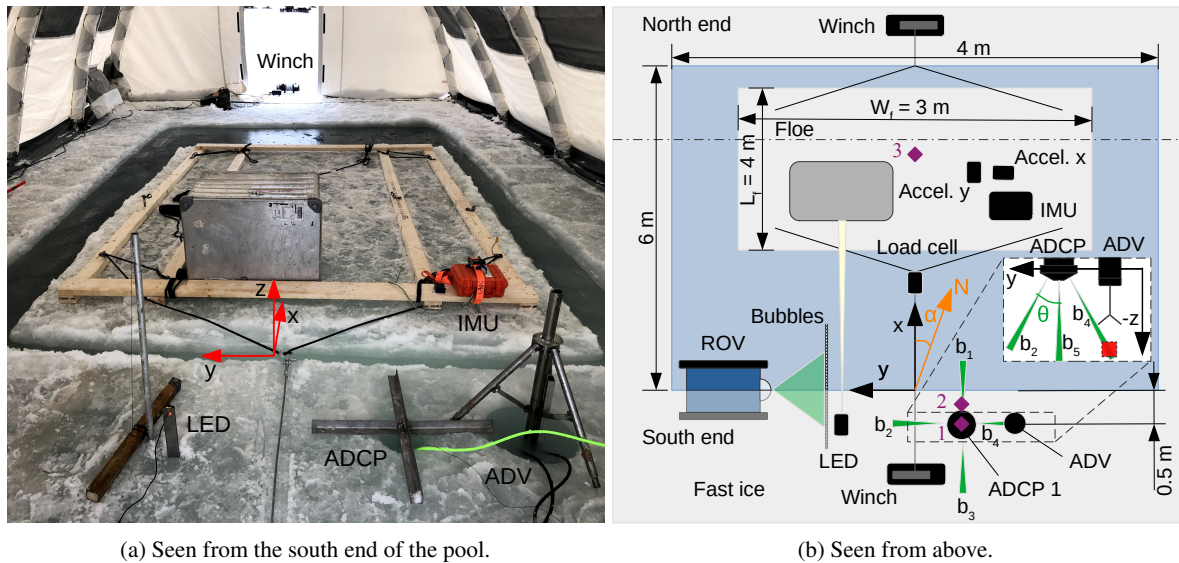 Winch
z
x
y
IMU
LED
ADCP
ADV
(a) Seen from the south end of the pool.
North end
Winch
4 m
W_f = 3 m
Floe
3
Accel. x
Accel. y
L_f = 4 m
IMU
6 m
Load cell
ADCP
ADV
y
θ
b_4
-z
b_2
b_5
N
α
x
Bubbles
ROV
y
b_1
2
b_2
1
b_4
South end
LED
ADV
0.5 m
Winch
ADCP 1
Fast ice
b_3
(b) Seen from above.